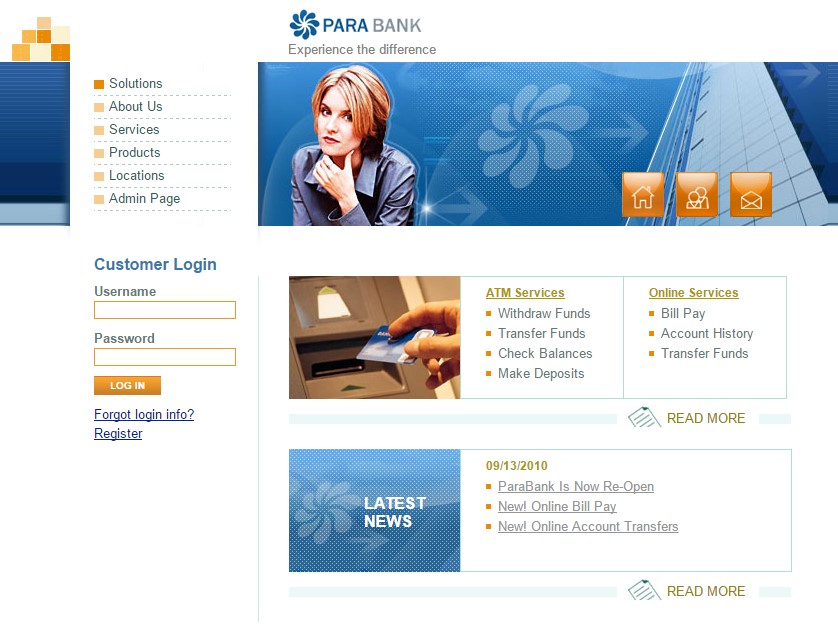 PARA BANK
Experience the difference
Solutions
About Us
Services
Products
Locations
Admin Page
Customer Login
Username
Password
LOG IN
Forgot login info?
Register
ATM Services
Withdraw Funds
Transfer Funds
Check Balances
Make Deposits
Online Services
Bill Pay
Account History
Transfer Funds
READ MORE
LATEST
NEWS
09/13/2010
ParaBank Is Now Re-Open
New! Online Bill Pay
New! Online Account Transfers
READ MORE